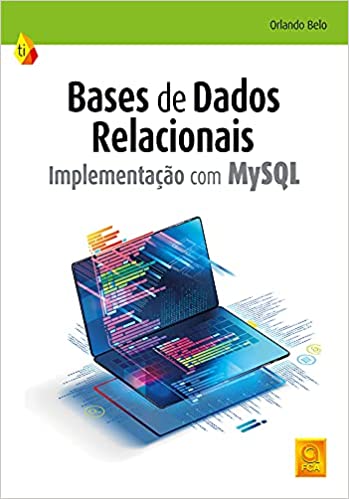 Orlando Belo
ti
Bases de Dados
Relacionais
Implementação com MySQL
FCA